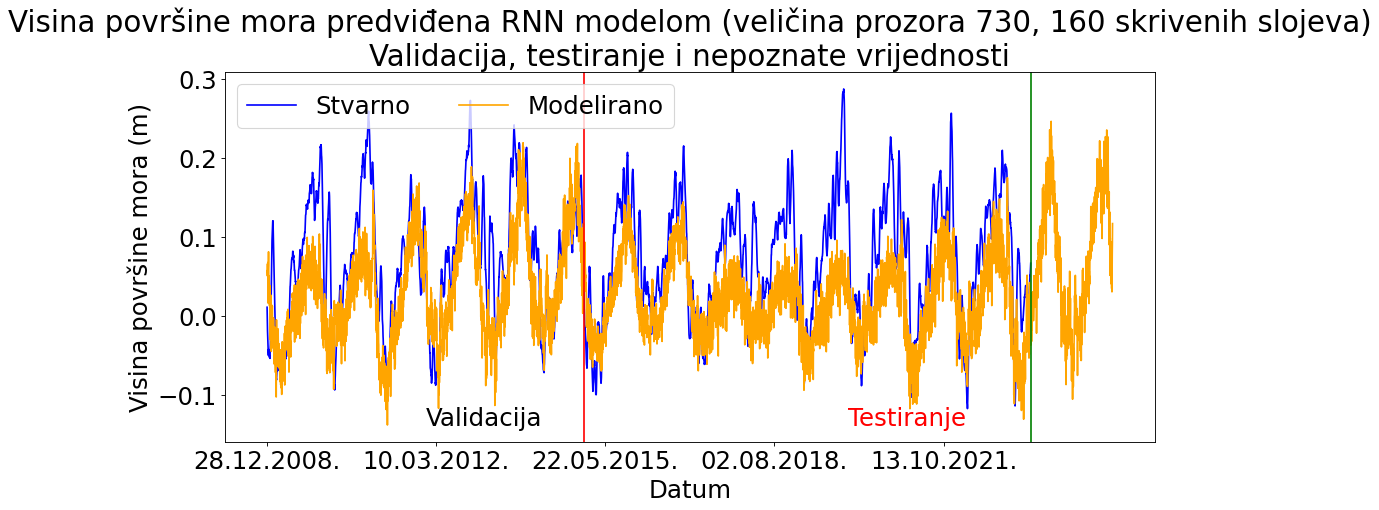 Visina površine mora predviđena RNN modelom (veličina prozora 730, 160 skrivenih slojeva)
Validacija, testiranje i nepoznate vrijednosti
Stvarno
Modelirano
Visina površine mora (m)
0.3
0.2
0.1
0.0
−0.1
Validacija
Testiranje
28.12.2008.
10.03.2012.
22.05.2015.
02.08.2018.
13.10.2021.
Datum